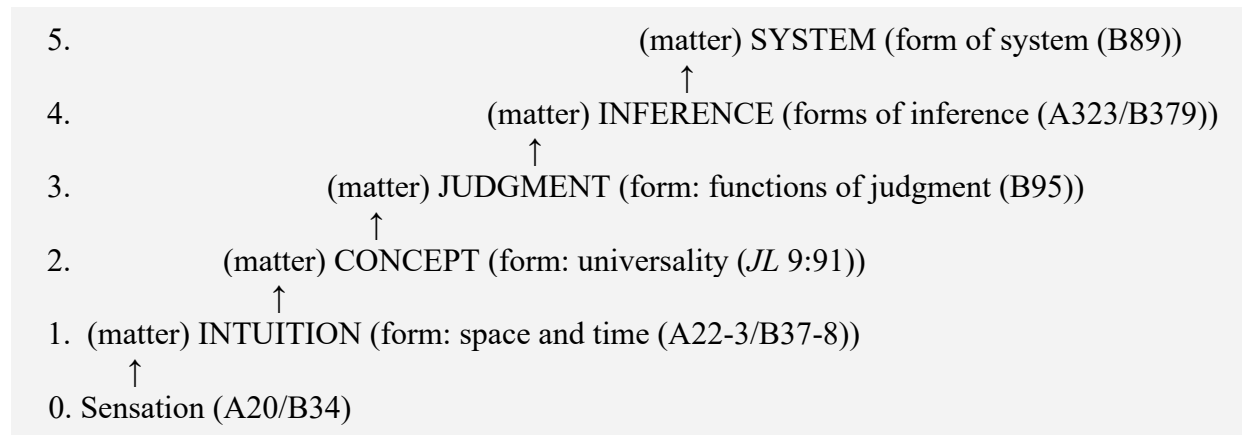 5. (matter) SYSTEM (form of system (B89))
↑
4. (matter) INFERENCE (forms of inference (A323/B379))
↑
3. (matter) JUDGMENT (form: functions of judgment (B95))
↑
2. (matter) CONCEPT (form: universality (JL 9:91))
↑
1. (matter) INTUITION (form: space and time (A22-3/B37-8))
↑
0. Sensation (A20/B34)